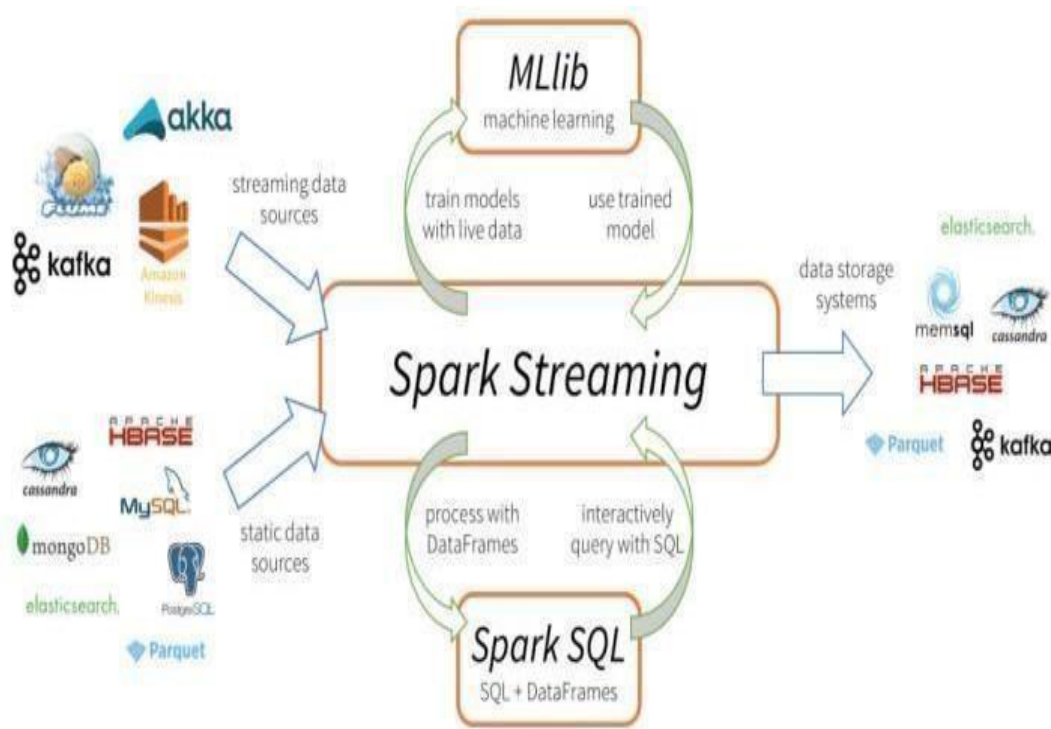 MLlib
machine learning
akka
FLUME
kafka
Amazon
Kinesis
streaming data
sources
train models
with live data
use trained
model
data storage
systems
elasticsearch.
memsql
cassandra
APACHE
HBASE
Parquet
kafka
Spark Streaming
APACHE
HBASE
cassandra
MySQL
mongoDB
PostgreSQL
elasticsearch.
Parquet
static data
sources
process with
DataFrames
interactively
query with SQL
Spark SQL
SQL + DataFrames